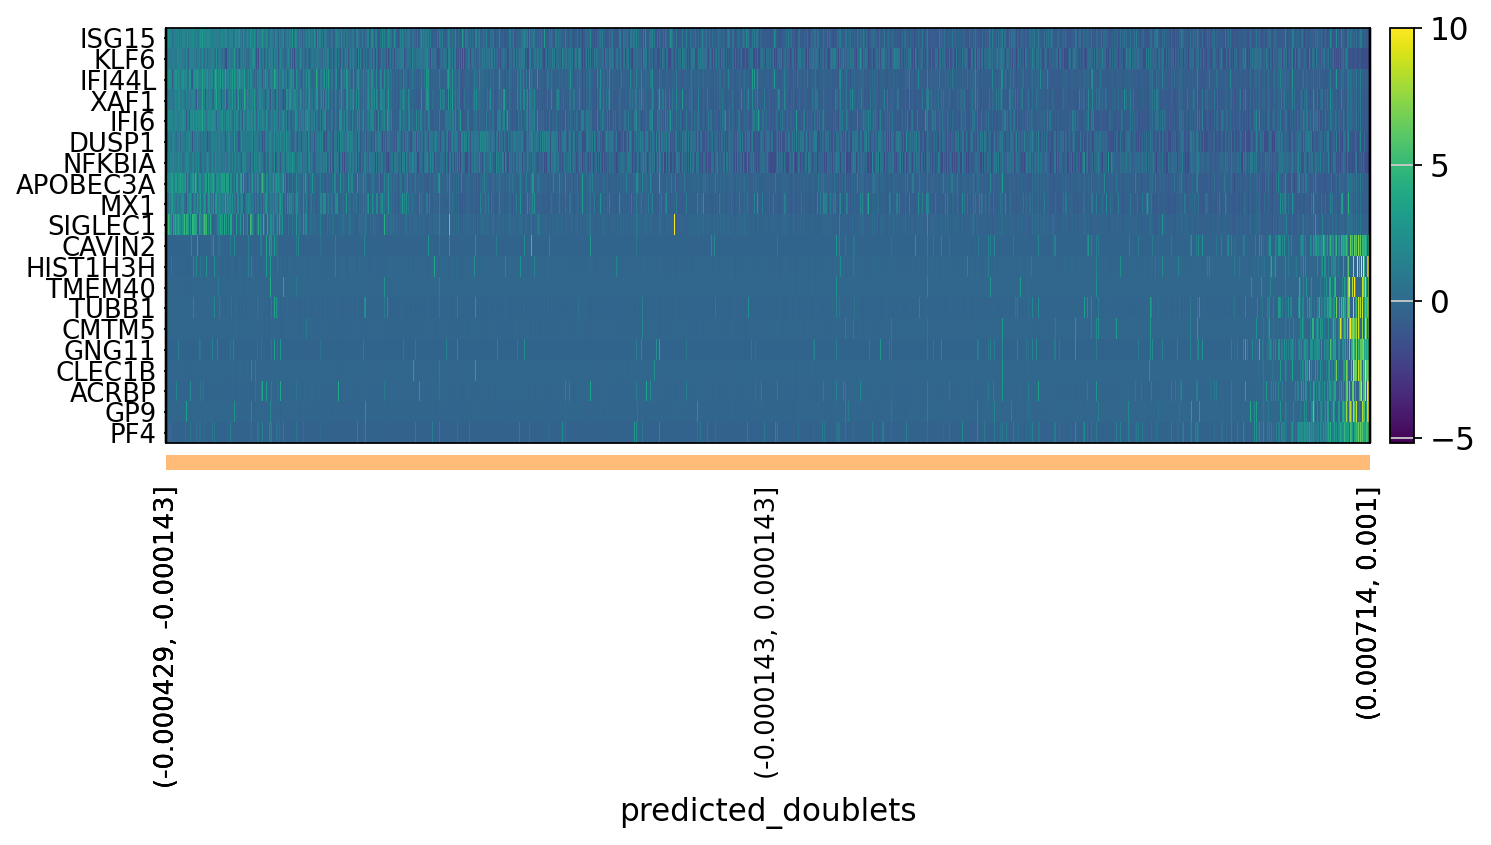 ISG15
KLF6
IFI44L
XAF1
IFI6
DUSP1
NFKBIA
APOBEC3A
MX1
SIGLEC1
CAVIN2
HIST1H3H
TMEM40
TUBB1
CMTM5
GNG11
CLEC1B
ACRBP
GP9
PF4
10
5
0
−5
(-0.000429, -0.000143]
(-0.000143, 0.000143]
(0.000714, 0.001]
predicted_doublets